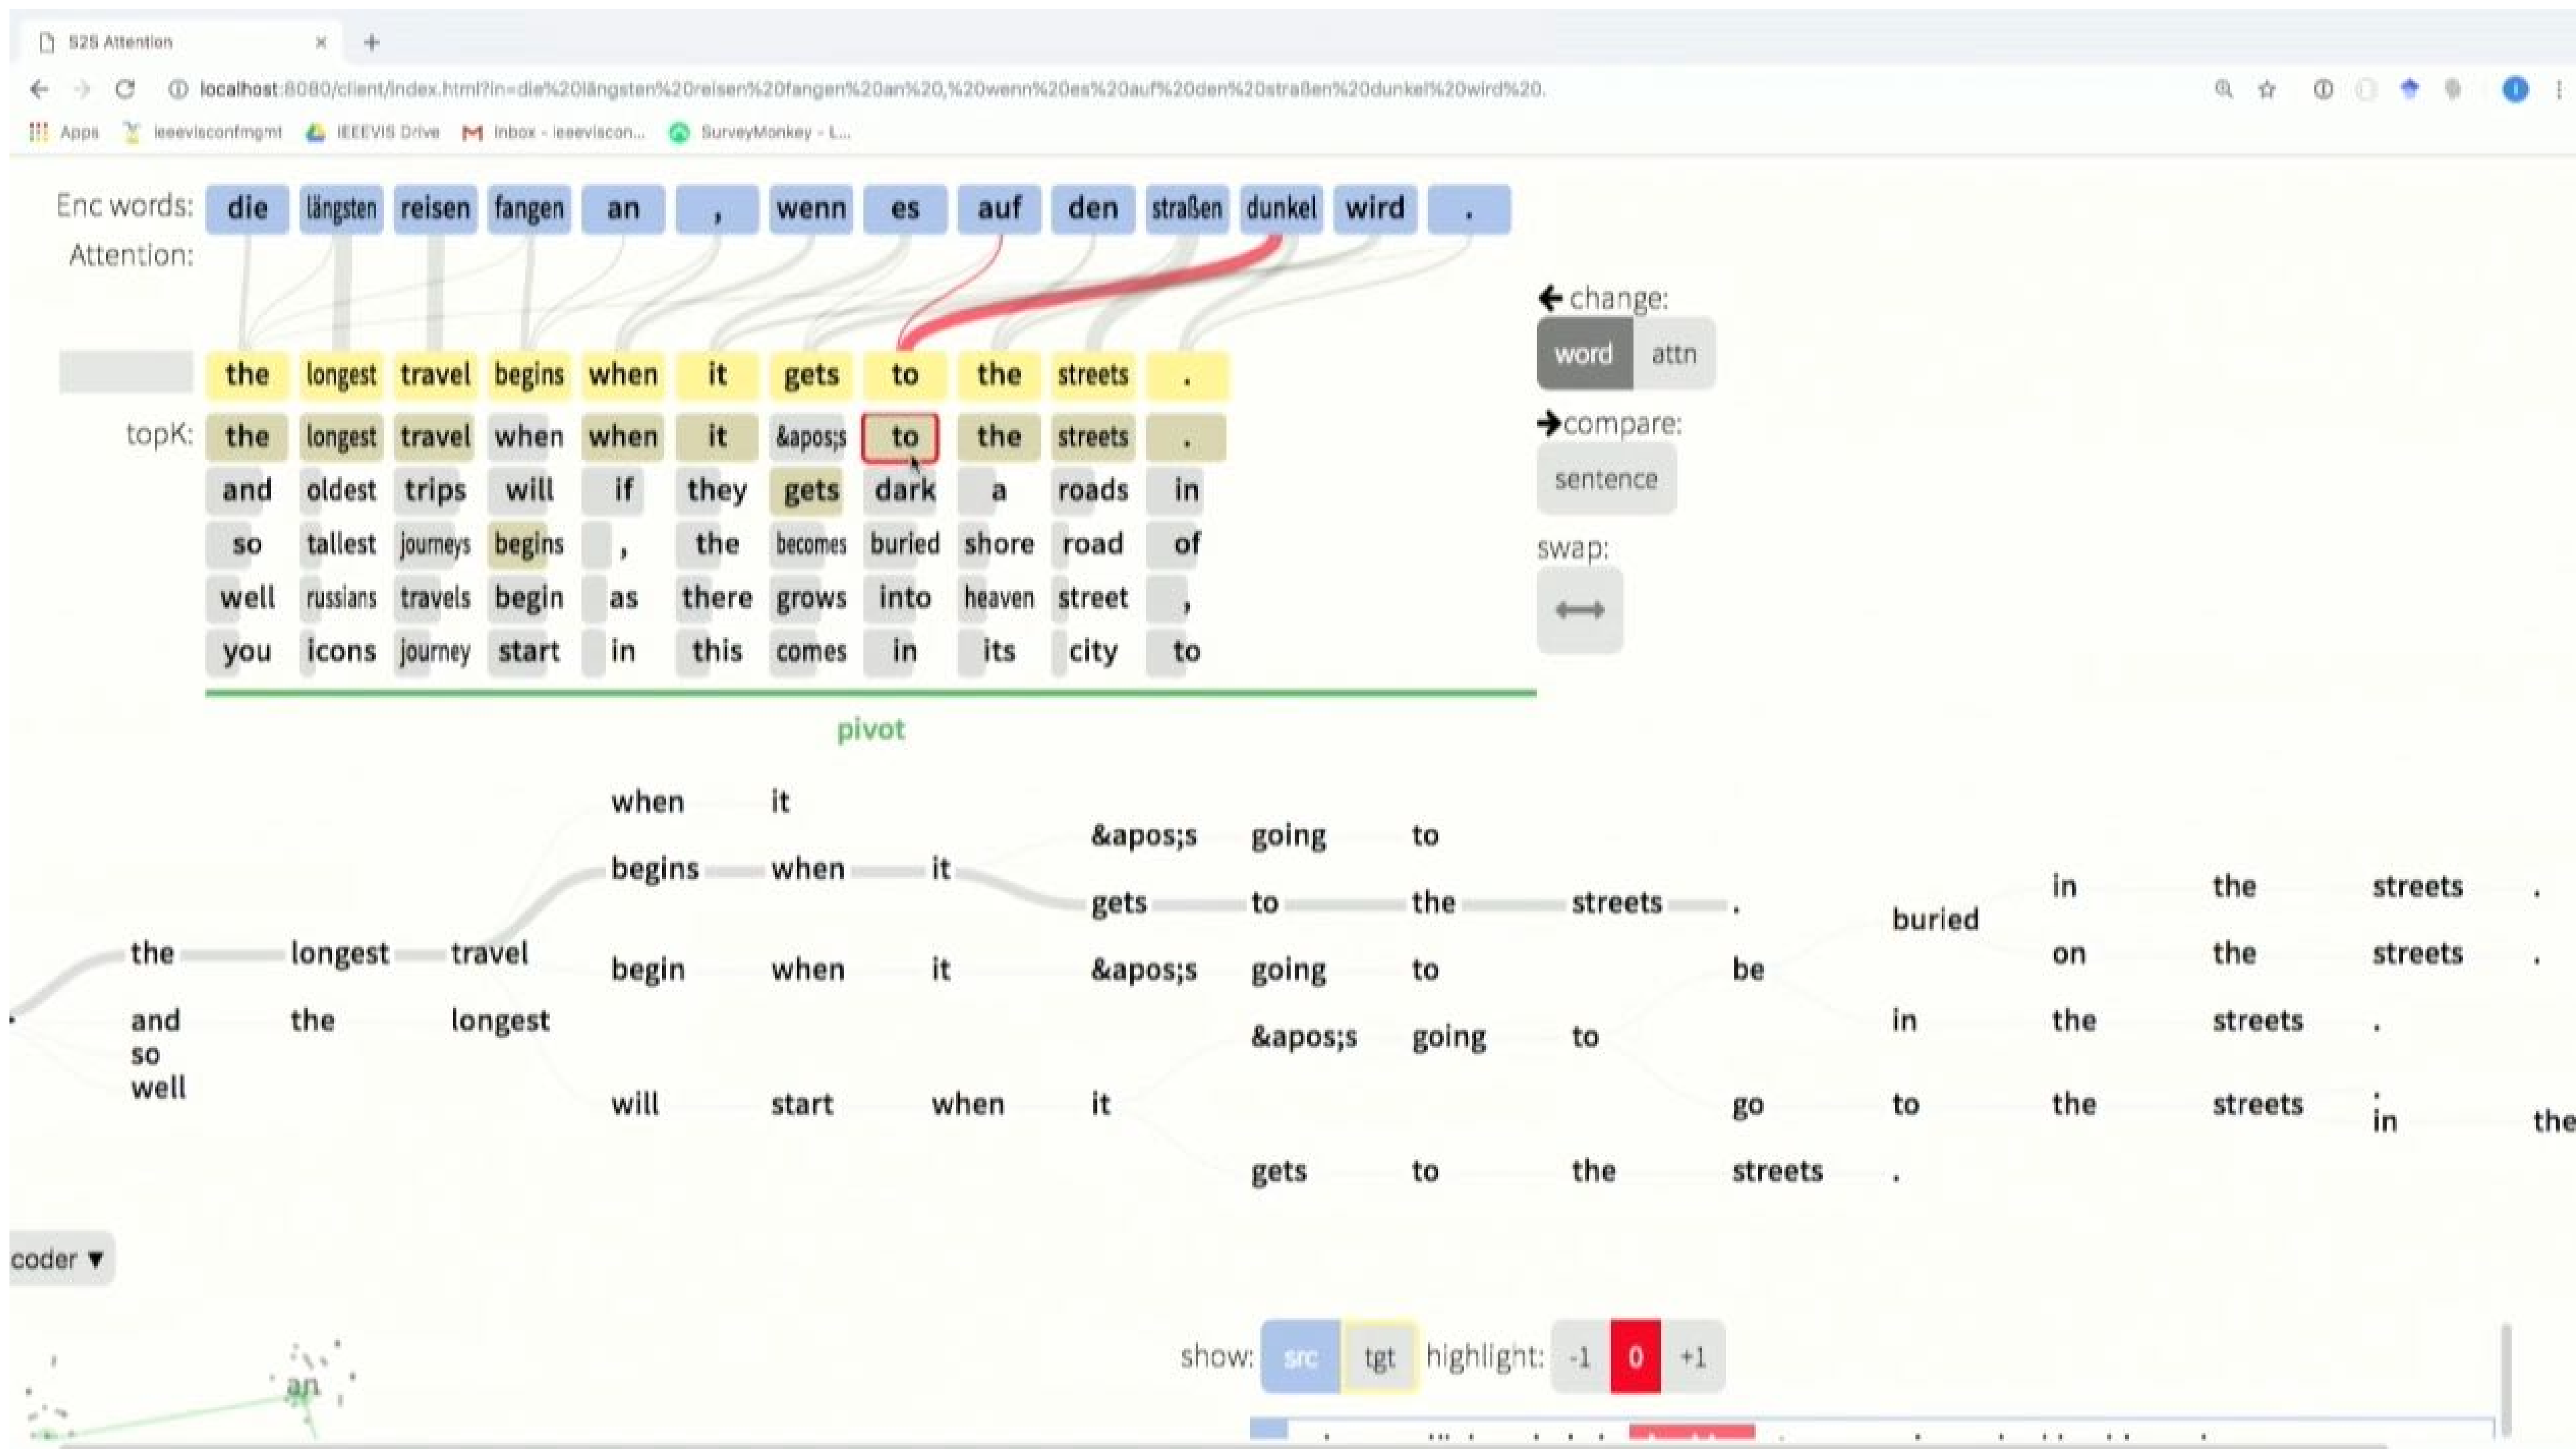 S2S Attention × +
localhost:8080/client/index.html?in=die%20längsten%20reisen%20fangen%20an%20,%20wenn%20es%20auf%20den%20straßen%20dunkel%20wird%20.
Apps ieeevisconfmgmt IEEEVIS Drive Inbox - ieeeviscon... SurveyMonkey - L...
Enc words: die längsten reisen fangen an , wenn es auf den straßen dunkel wird .
Attention:
change:
word attn
the longest travel begins when it gets to the streets .
compare:
topK: the longest travel when when it &apos;s to the streets .
sentence
and oldest trips will if they gets dark a roads in
so tallest journeys begins , the becomes buried shore road of
swap:
well russians travels begin as there grows into heaven street ,
you icons journey start in this comes in its city to
pivot
when it
&apos;s going to
begins when it
in the streets .
gets to the streets .
buried
the longest travel
on the streets .
begin when it &apos;s going to
be
and the longest
in the streets .
&apos;s going to
so
well
will start when it
go to the streets .
in the
gets to the streets .
coder ▼
show: src tgt highlight: -1 0 +1
an